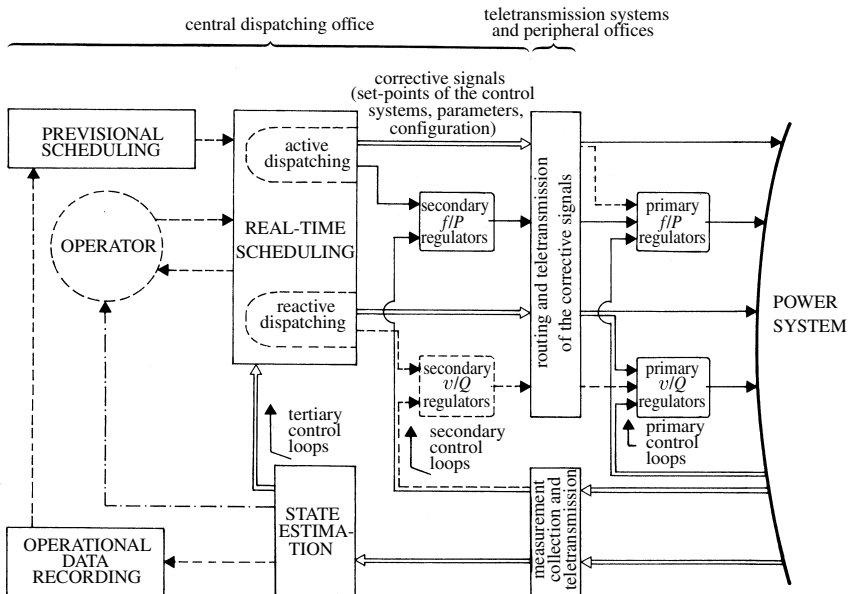 central dispatching office
teletransmission systems
and peripheral offices
corrective signals
(set-points of the control
systems, parameters,
configuration)
PREVISIONAL
SCHEDULING
active
dispatching
OPERATOR
REAL-TIME
SCHEDULING
secondary
f/P
regulators
routing and teletransmission
of the corrective signals
primary
f/P
regulators
reactive
dispatching
POWER
SYSTEM
secondary
v/Q
regulators
primary
v/Q
regulators
tertiary
control
loops
secondary
control
loops
primary
control
loops
STATE
ESTIMA-
TION
measurement
collection and
teletransmission
OPERATIONAL
DATA
RECORDING